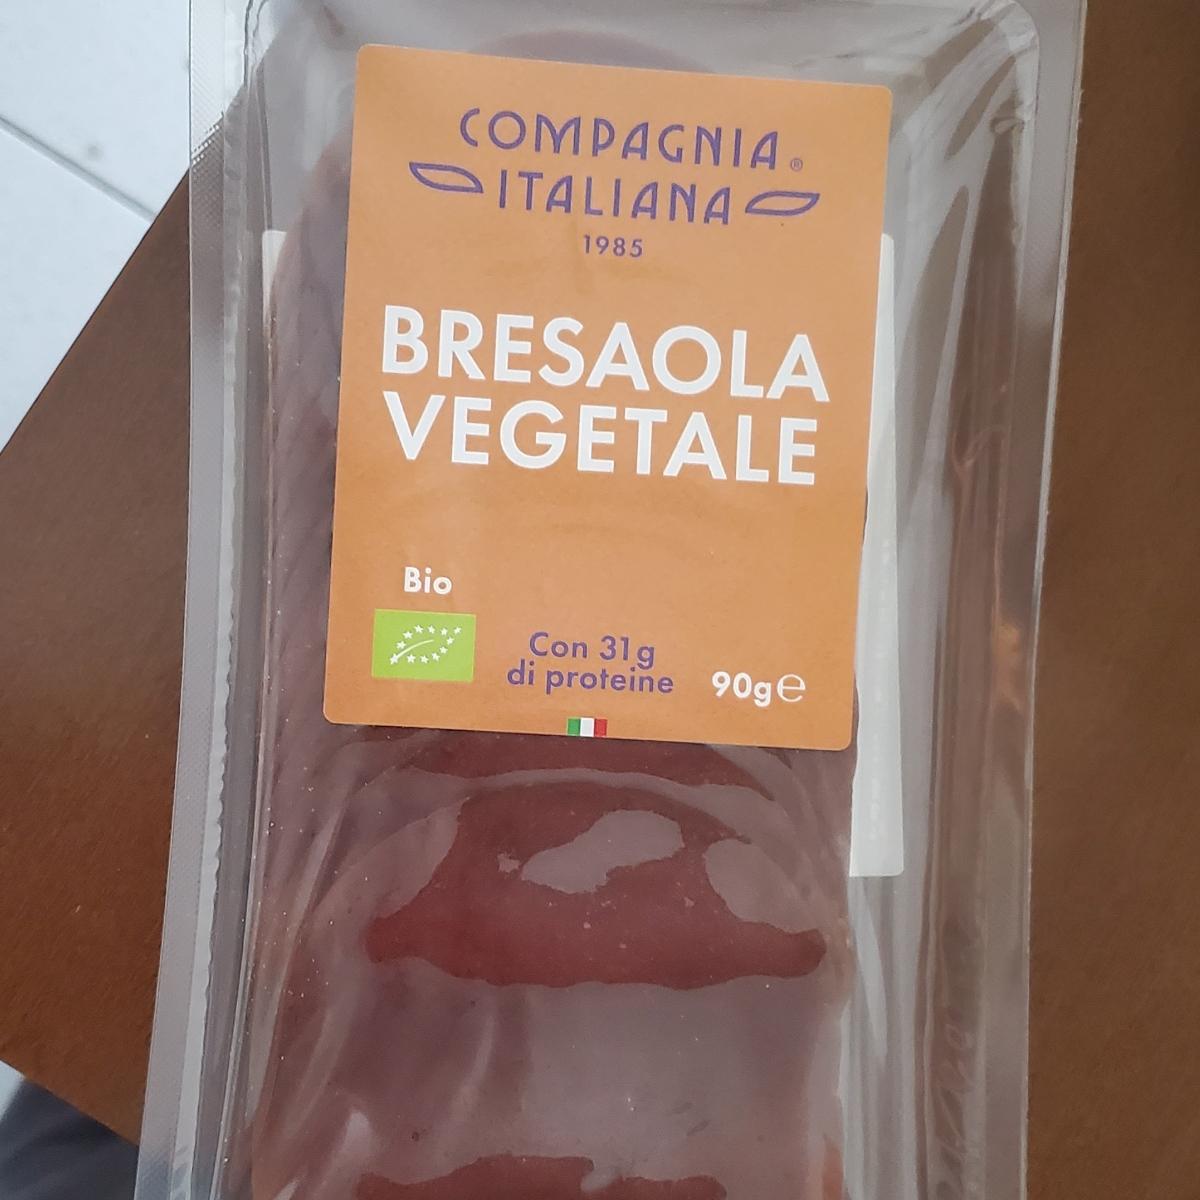 COMPAGNIA®
ITALIANA
1985
BRESAOLA
VEGETALE
Bio
Con 31g
di proteine
90g℮